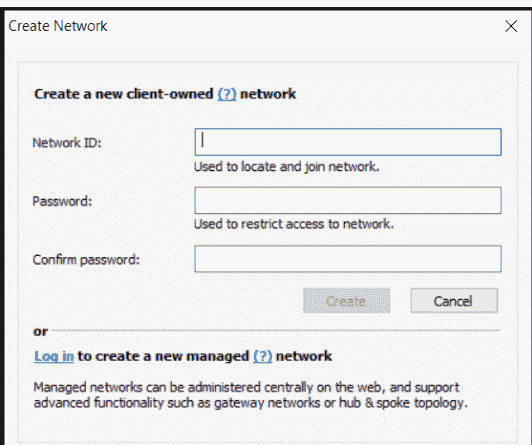 Create Network
Create a new client-owned (?) network
Network ID:
Used to locate and join network.
Password:
Used to restrict access to network.
Confirm password:
Create Cancel
or
Log in to create a new managed (?) network
Managed networks can be administered centrally on the web, and support
advanced functionality such as gateway networks or hub & spoke topology.